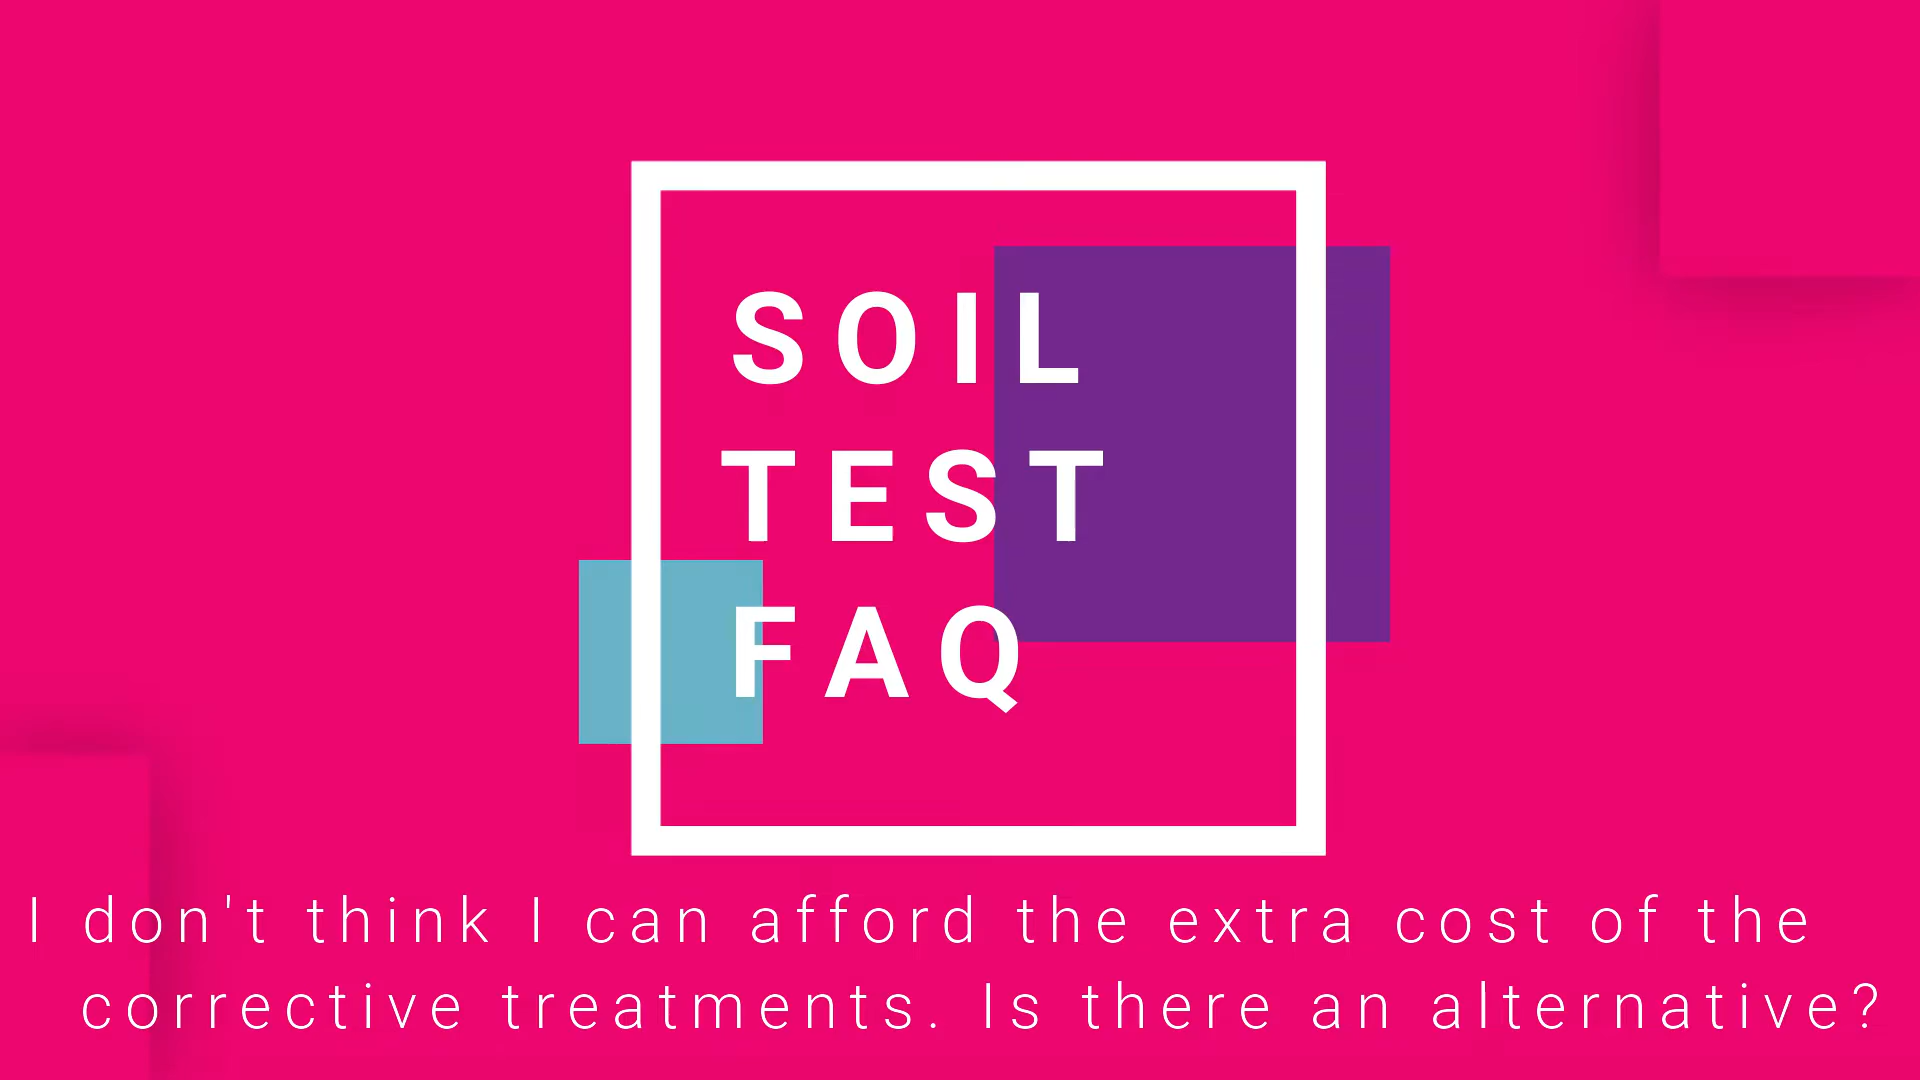 SOIL
TEST
FAQ
I don't think I can afford the extra cost of the
corrective treatments. Is there an alternative?